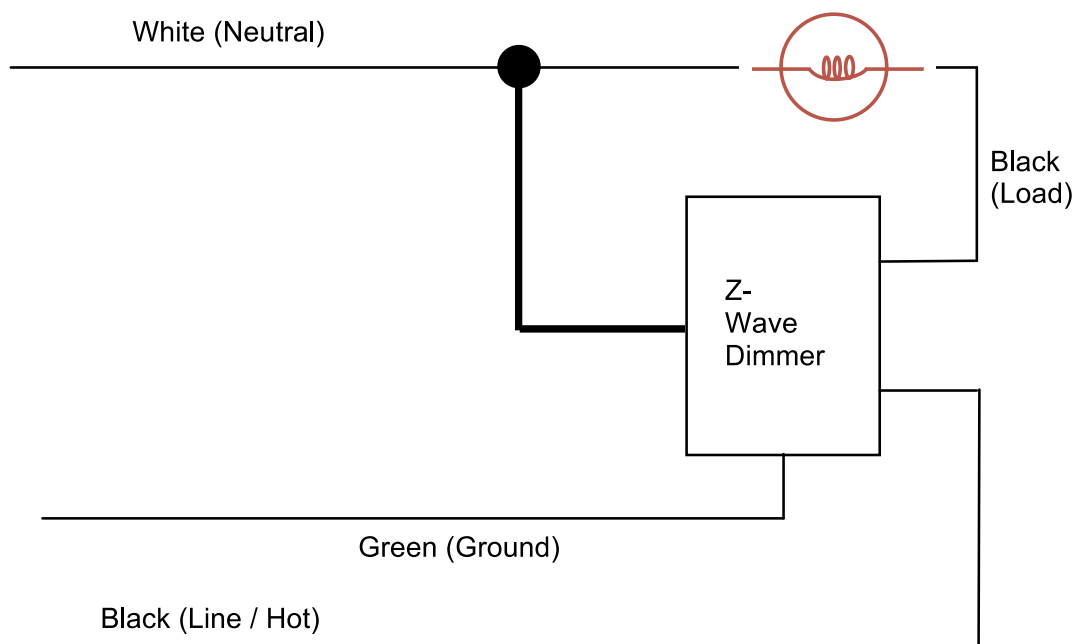 White (Neutral)
Black
(Load)
Z-
Wave
Dimmer
Green (Ground)
Black (Line / Hot)